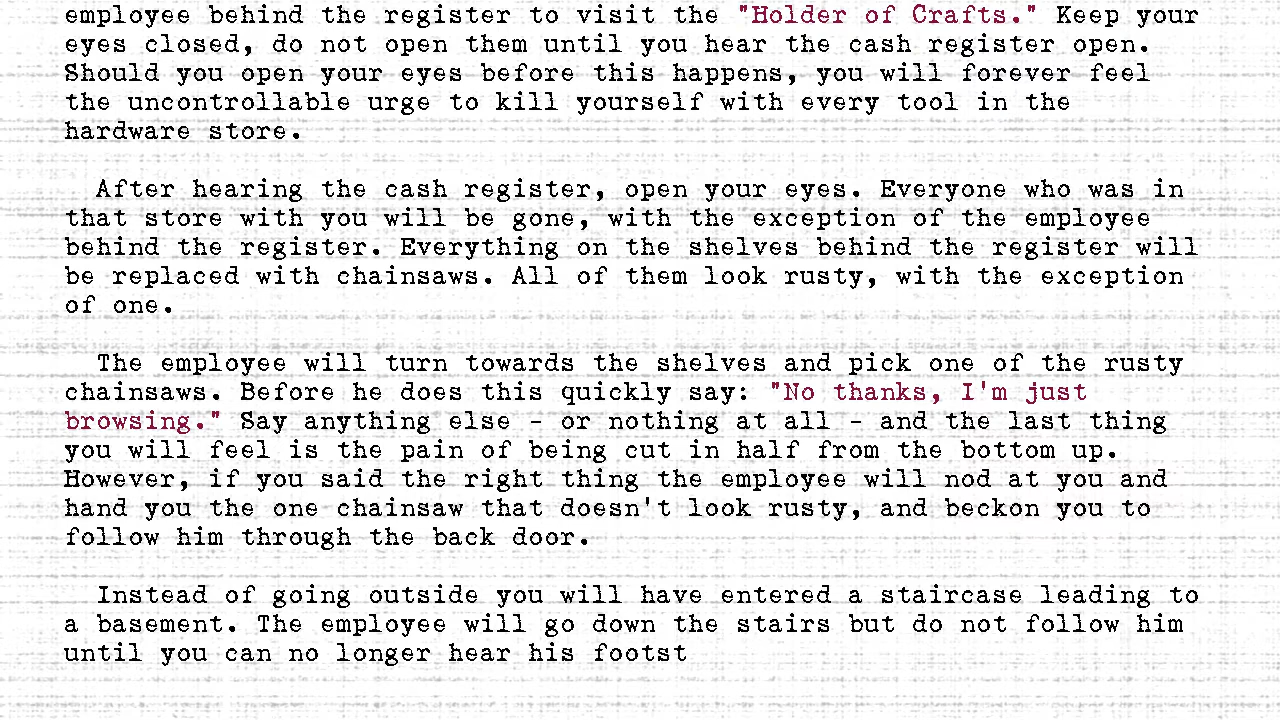 employee behind the register to visit the "Holder of Crafts." Keep your
eyes closed, do not open them until you hear the cash register open.
Should you open your eyes before this happens, you will forever feel
the uncontrollable urge to kill yourself with every tool in the
hardware store.
After hearing the cash register, open your eyes. Everyone who was in
that store with you will be gone, with the exception of the employee
behind the register. Everything on the shelves behind the register will
be replaced with chainsaws. All of them look rusty, with the exception
of one.
The employee will turn towards the shelves and pick one of the rusty
chainsaws. Before he does this quickly say: "No thanks, I'm just
browsing." Say anything else - or nothing at all - and the last thing
you will feel is the pain of being cut in half from the bottom up.
However, if you said the right thing the employee will nod at you and
hand you the one chainsaw that doesn't look rusty, and beckon you to
follow him through the back door.
Instead of going outside you will have entered a staircase leading to
a basement. The employee will go down the stairs but do not follow him
until you can no longer hear his footst